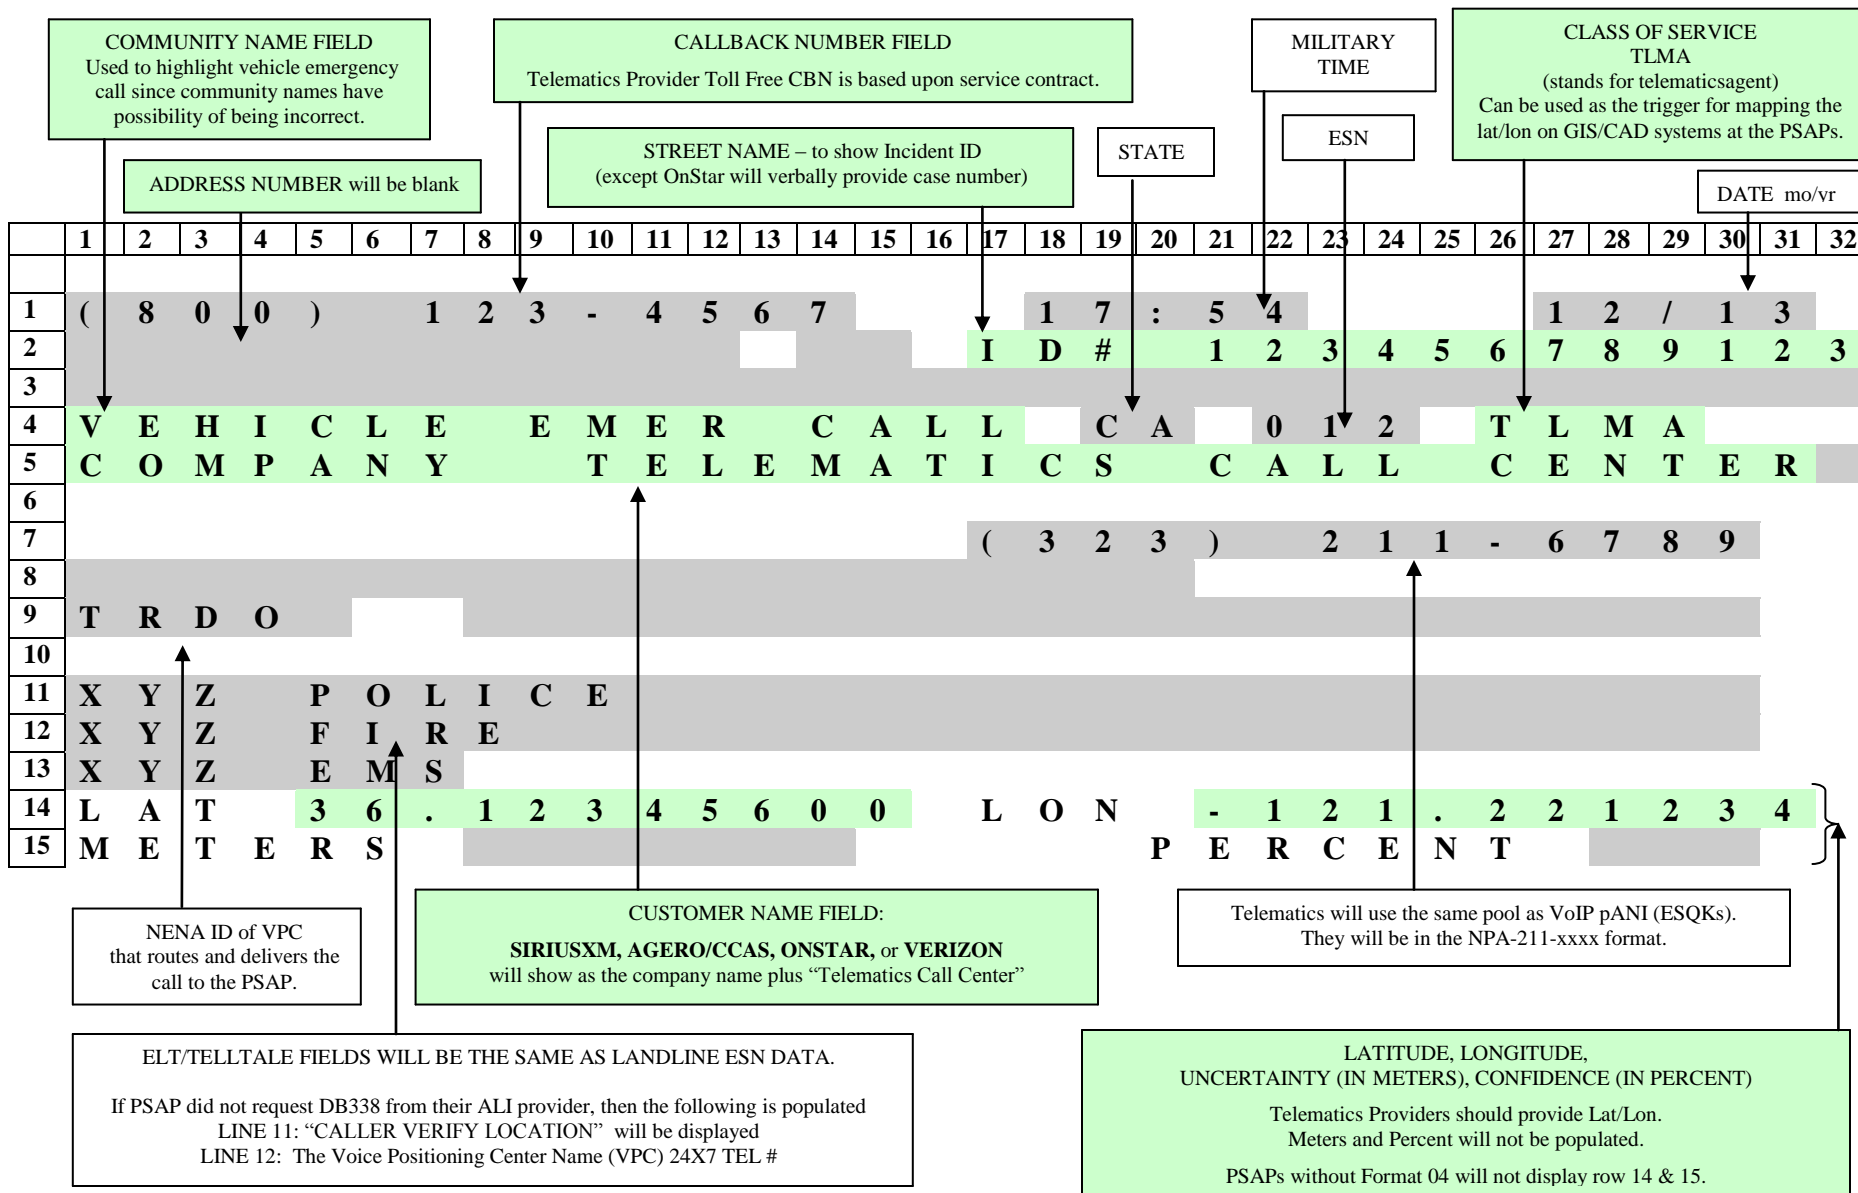 COMMUNITY NAME FIELD
Used to highlight vehicle emergency
call since community names have
possibility of being incorrect.
CALLBACK NUMBER FIELD
Telematics Provider Toll Free CBN is based upon service contract.
MILITARY
TIME
CLASS OF SERVICE
TLMA
(stands for telematicsagent)
Can be used as the trigger for mapping the
lat/lon on GIS/CAD systems at the PSAPs.
STREET NAME – to show Incident ID
(except OnStar will verbally provide case number)
STATE
ESN
ADDRESS NUMBER will be blank
DATE mo/yr
1 2 3 4 5 6 7 8 9 10 11 12 13 14 15 16 17 18 19 20 21 22 23 24 25 26 27 28 29 30 31 32
1 ( 8 0 0 ) 1 2 3 - 4 5 6 7 1 7 : 5 4 1 2 / 1 3
2 I D # 1 2 3 4 5 6 7 8 9 1 2 3
3
4 V E H I C L E E M E R C A L L C A 0 1 2 T L M A
5 C O M P A N Y T E L E M A T I C S C A L L C E N T E R
6
7 ( 3 2 3 ) 2 1 1 - 6 7 8 9
8
9 T R D O
10
11 X Y Z P O L I C E
12 X Y Z F I R E
13 X Y Z E M S
14 L A T 3 6 . 1 2 3 4 5 6 0 0 L O N - 1 2 1 . 2 2 1 2 3 4
15 M E T E R S P E R C E N T
NENA ID of VPC
that routes and delivers the
call to the PSAP.
CUSTOMER NAME FIELD:
SIRIUSXM, AGERO/CCAS, ONSTAR, or VERIZON
will show as the company name plus “Telematics Call Center”
Telematics will use the same pool as VoIP pANI (ESQKs).
They will be in the NPA-211-xxxx format.
ELT/TELLTALE FIELDS WILL BE THE SAME AS LANDLINE ESN DATA.
If PSAP did not request DB338 from their ALI provider, then the following is populated
LINE 11: “CALLER VERIFY LOCATION” will be displayed
LINE 12: The Voice Positioning Center Name (VPC) 24X7 TEL #
LATITUDE, LONGITUDE,
UNCERTAINTY (IN METERS), CONFIDENCE (IN PERCENT)
Telematics Providers should provide Lat/Lon.
Meters and Percent will not be populated.
PSAPs without Format 04 will not display row 14 & 15.